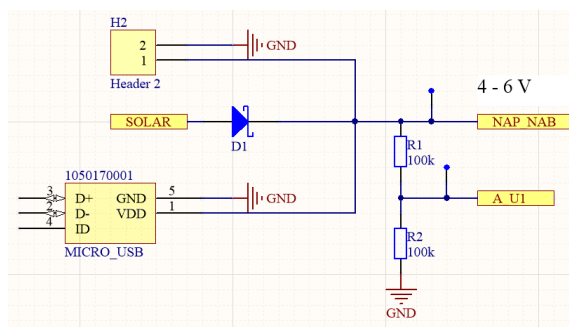 H2
2
1
GND
Header 2
4 - 6 V
SOLAR
D1
NAP_NAB
R1
100k
1050170001
3
D+
GND
5
GND
2
D-
VDD
1
4
ID
A_U1
MICRO_USB
R2
100k
GND